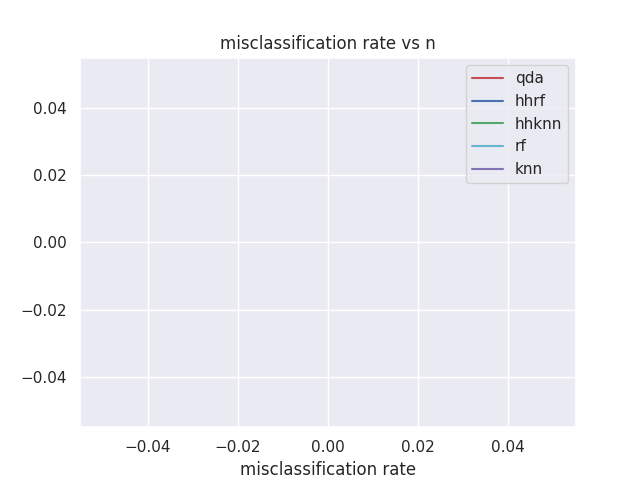 misclassification rate vs n
qda
hhrf
hhknn
rf
knn
0.04
0.02
0.00
−0.02
−0.04
−0.04 −0.02 0.00 0.02 0.04
misclassification rate